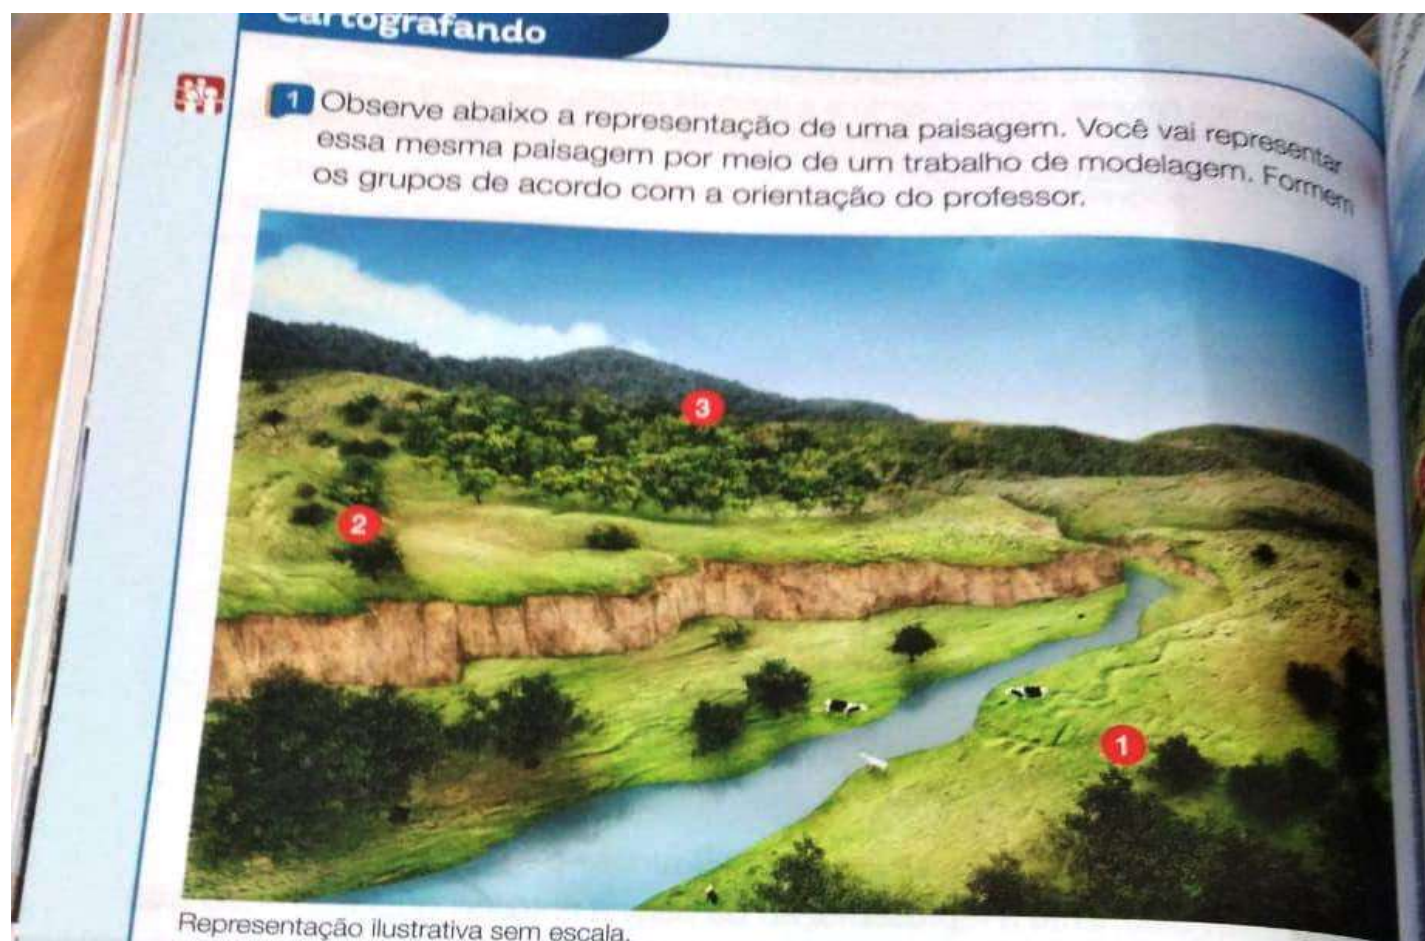 Cartografando
1 Observe abaixo a representação de uma paisagem. Você vai representar
essa mesma paisagem por meio de um trabalho de modelagem. Formem
os grupos de acordo com a orientação do professor.
3
2
1
Representação ilustrativa sem escala.